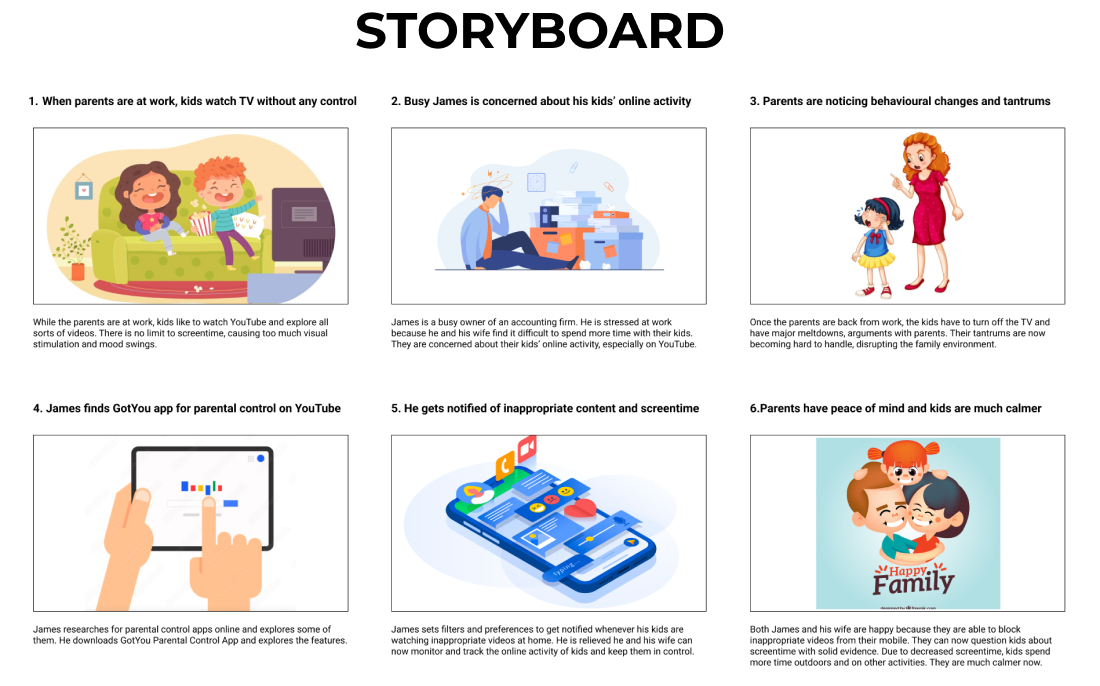 STORYBOARD
1. When parents are at work, kids watch TV without any control
2. Busy James is concerned about his kids’ online activity
3. Parents are noticing behavioural changes and tantrums
While the parents are at work, kids like to watch YouTube and explore all
sorts of videos. There is no limit to screentime, causing too much visual
stimulation and mood swings.
James is a busy owner of an accounting firm. He is stressed at work
because he and his wife find it difficult to spend more time with their kids.
They are concerned about their kids’ online activity, especially on YouTube.
Once the parents are back from work, the kids have to turn off the TV and
have major meltdowns, arguments with parents. Their tantrums are now
becoming hard to handle, disrupting the family environment.
4. James finds GotYou app for parental control on YouTube
5. He gets notified of inappropriate content and screentime
6.Parents have peace of mind and kids are much calmer
typing...
Happy
Family
designed by freepik.com
James researches for parental control apps online and explores some of
them. He downloads GotYou Parental Control App and explores the features.
James sets filters and preferences to get notified whenever his kids are
watching inappropriate videos at home. He is relieved he and his wife can
now monitor and track the online activity of kids and keep them in control.
Both James and his wife are happy because they are able to block
inappropriate videos from their mobile. They can now question kids about
screentime with solid evidence. Due to decreased screentime, kids spend
more time outdoors and on other activities. They are much calmer now.